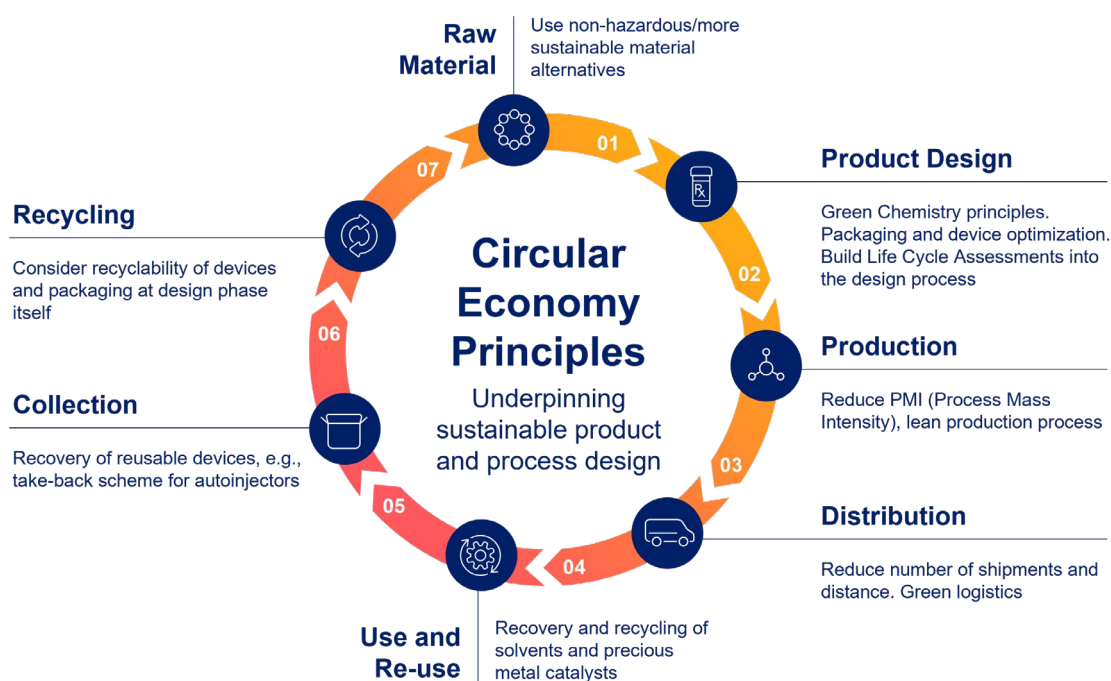 Raw
Material
Use non-hazardous/more
sustainable material
alternatives
01
Product Design
Green Chemistry principles.
Packaging and device optimization.
Build Life Cycle Assessments into
the design process
02
Production
Reduce PMI (Process Mass
Intensity), lean production process
03
Distribution
Reduce number of shipments and
distance. Green logistics
04
Use and
Re-use
Recovery and recycling of
solvents and precious
metal catalysts
05
Collection
Recovery of reusable devices, e.g.,
take-back scheme for autoinjectors
06
Recycling
Consider recyclability of devices
and packaging at design phase
itself
07
Circular
Economy
Principles
Underpinning
sustainable product
and process design
Rx